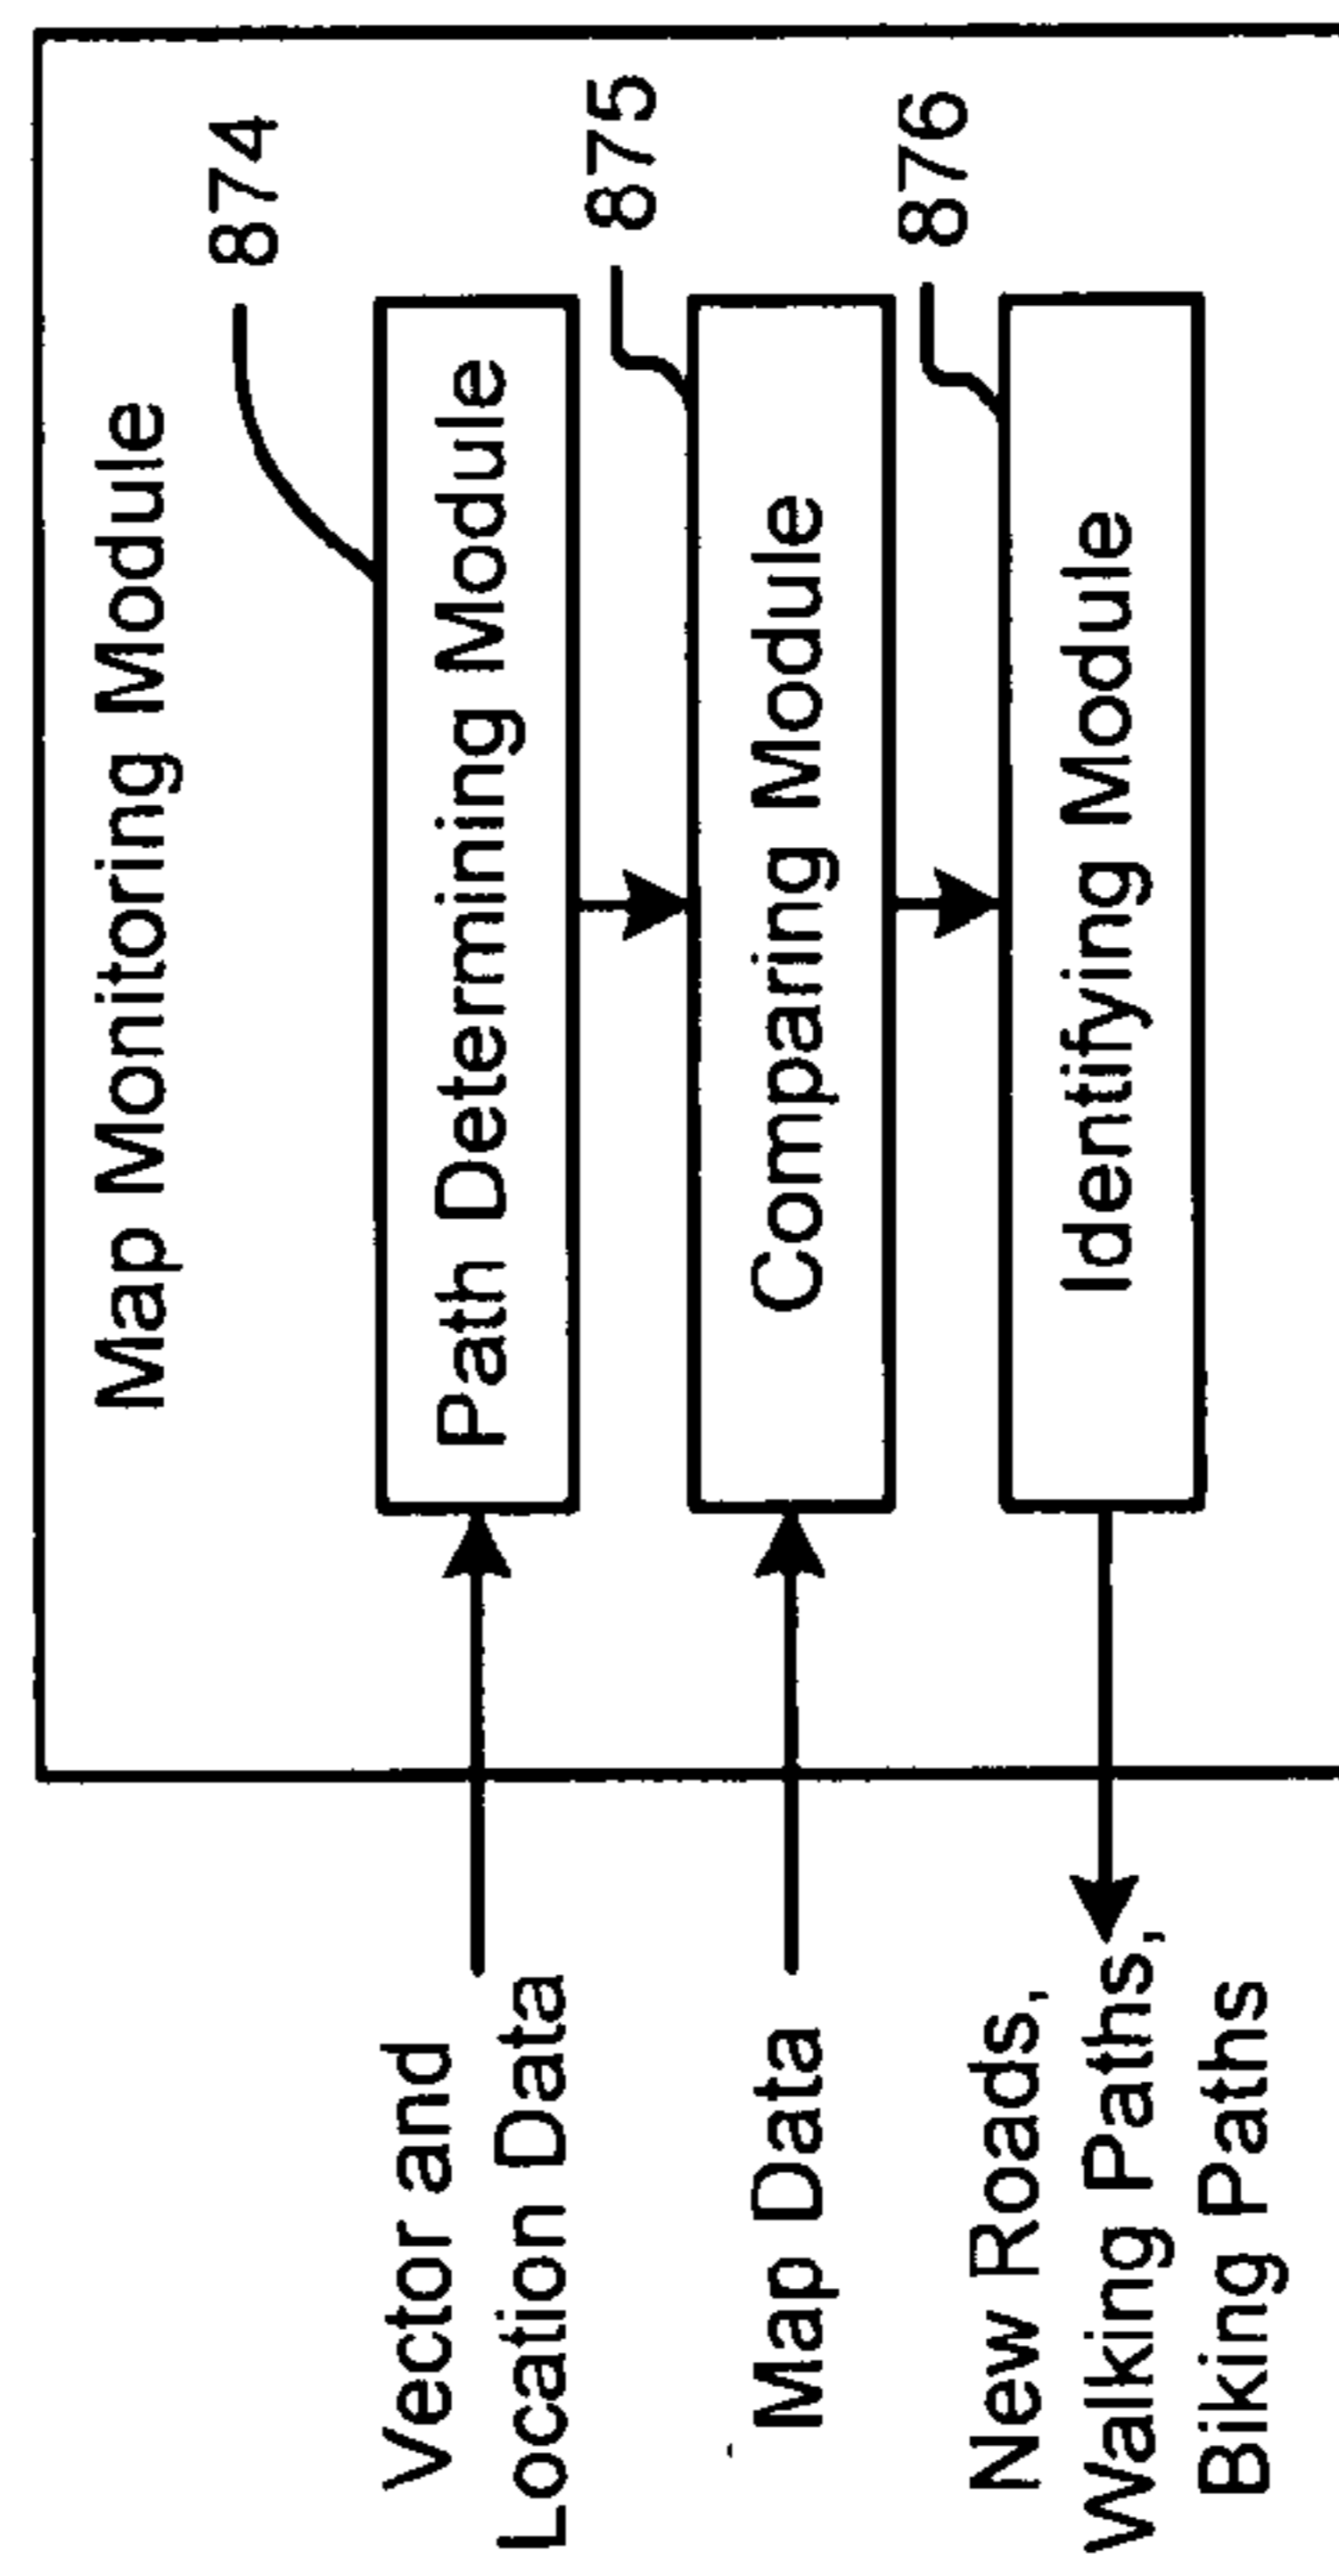 Map Monitoring Module
874
Vector and
Location Data
Path Determining Module
875
Map Data
Comparing Module
876
New Roads,
Walking Paths,
Biking Paths
Identifying Module